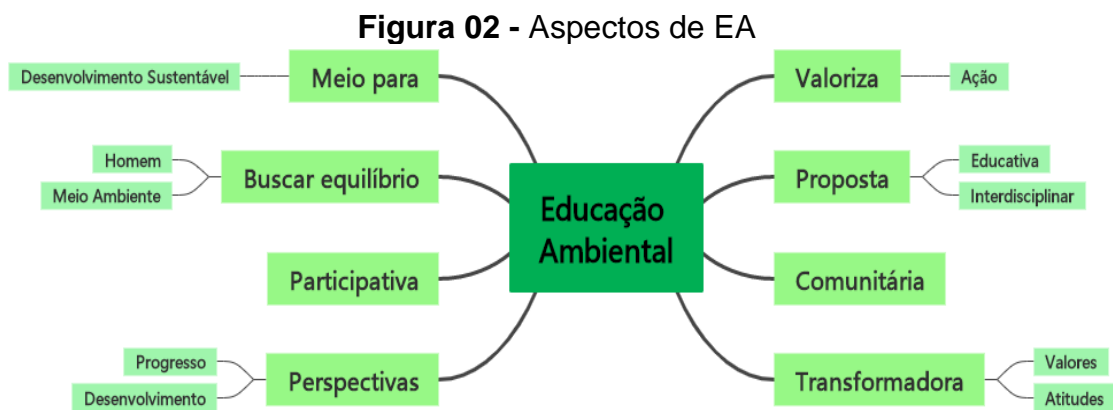 Figura 02 - Aspectos de EA
Desenvolvimento Sustentável
Meio para
Homem
Meio Ambiente
Buscar equilíbrio
Participativa
Progresso
Desenvolvimento
Perspectivas
Educação
Ambiental
Valoriza
Ação
Proposta
Educativa
Interdisciplinar
Comunitária
Transformadora
Valores
Atitudes